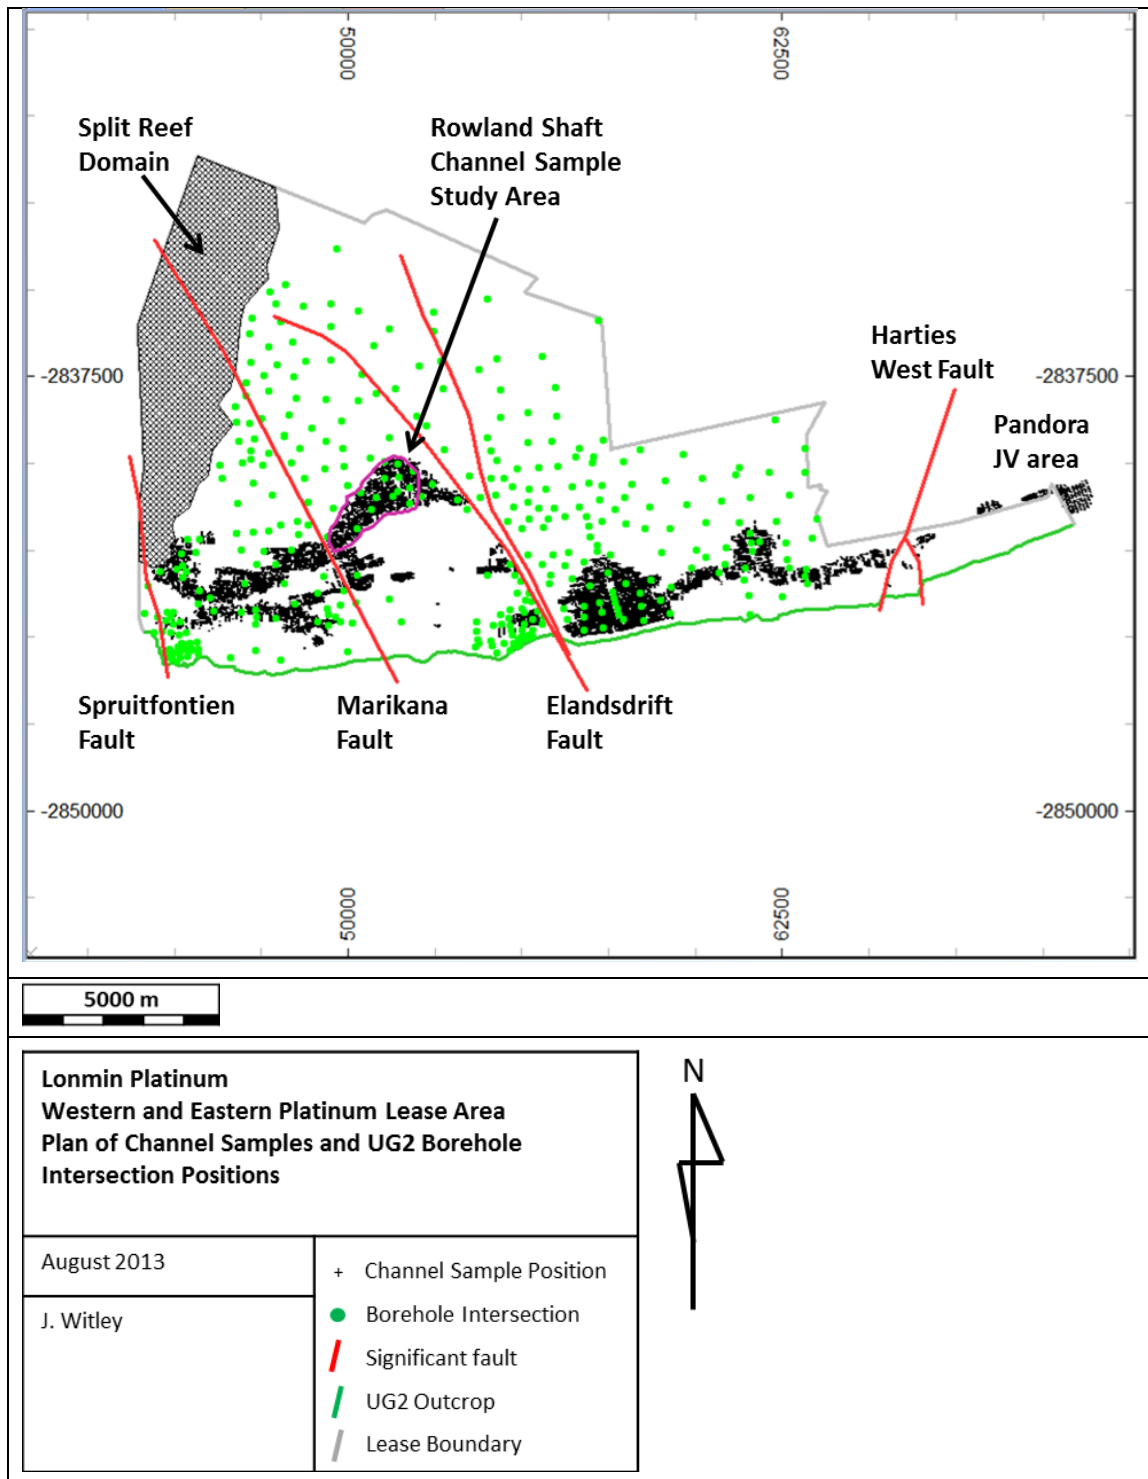 50000
62500
Split Reef
Domain
Rowland Shaft
Channel Sample
Study Area
Harties
West Fault
-2837500
-2837500
Pandora
JV area
Spruitfontien
Fault
Marikana
Fault
Elandsdrift
Fault
-2850000
-2850000
50000
62500
5000 m
Lonmin Platinum
Western and Eastern Platinum Lease Area
Plan of Channel Samples and UG2 Borehole
Intersection Positions
N
August 2013
J. Witley
Channel Sample Position
Borehole Intersection
Significant fault
UG2 Outcrop
Lease Boundary